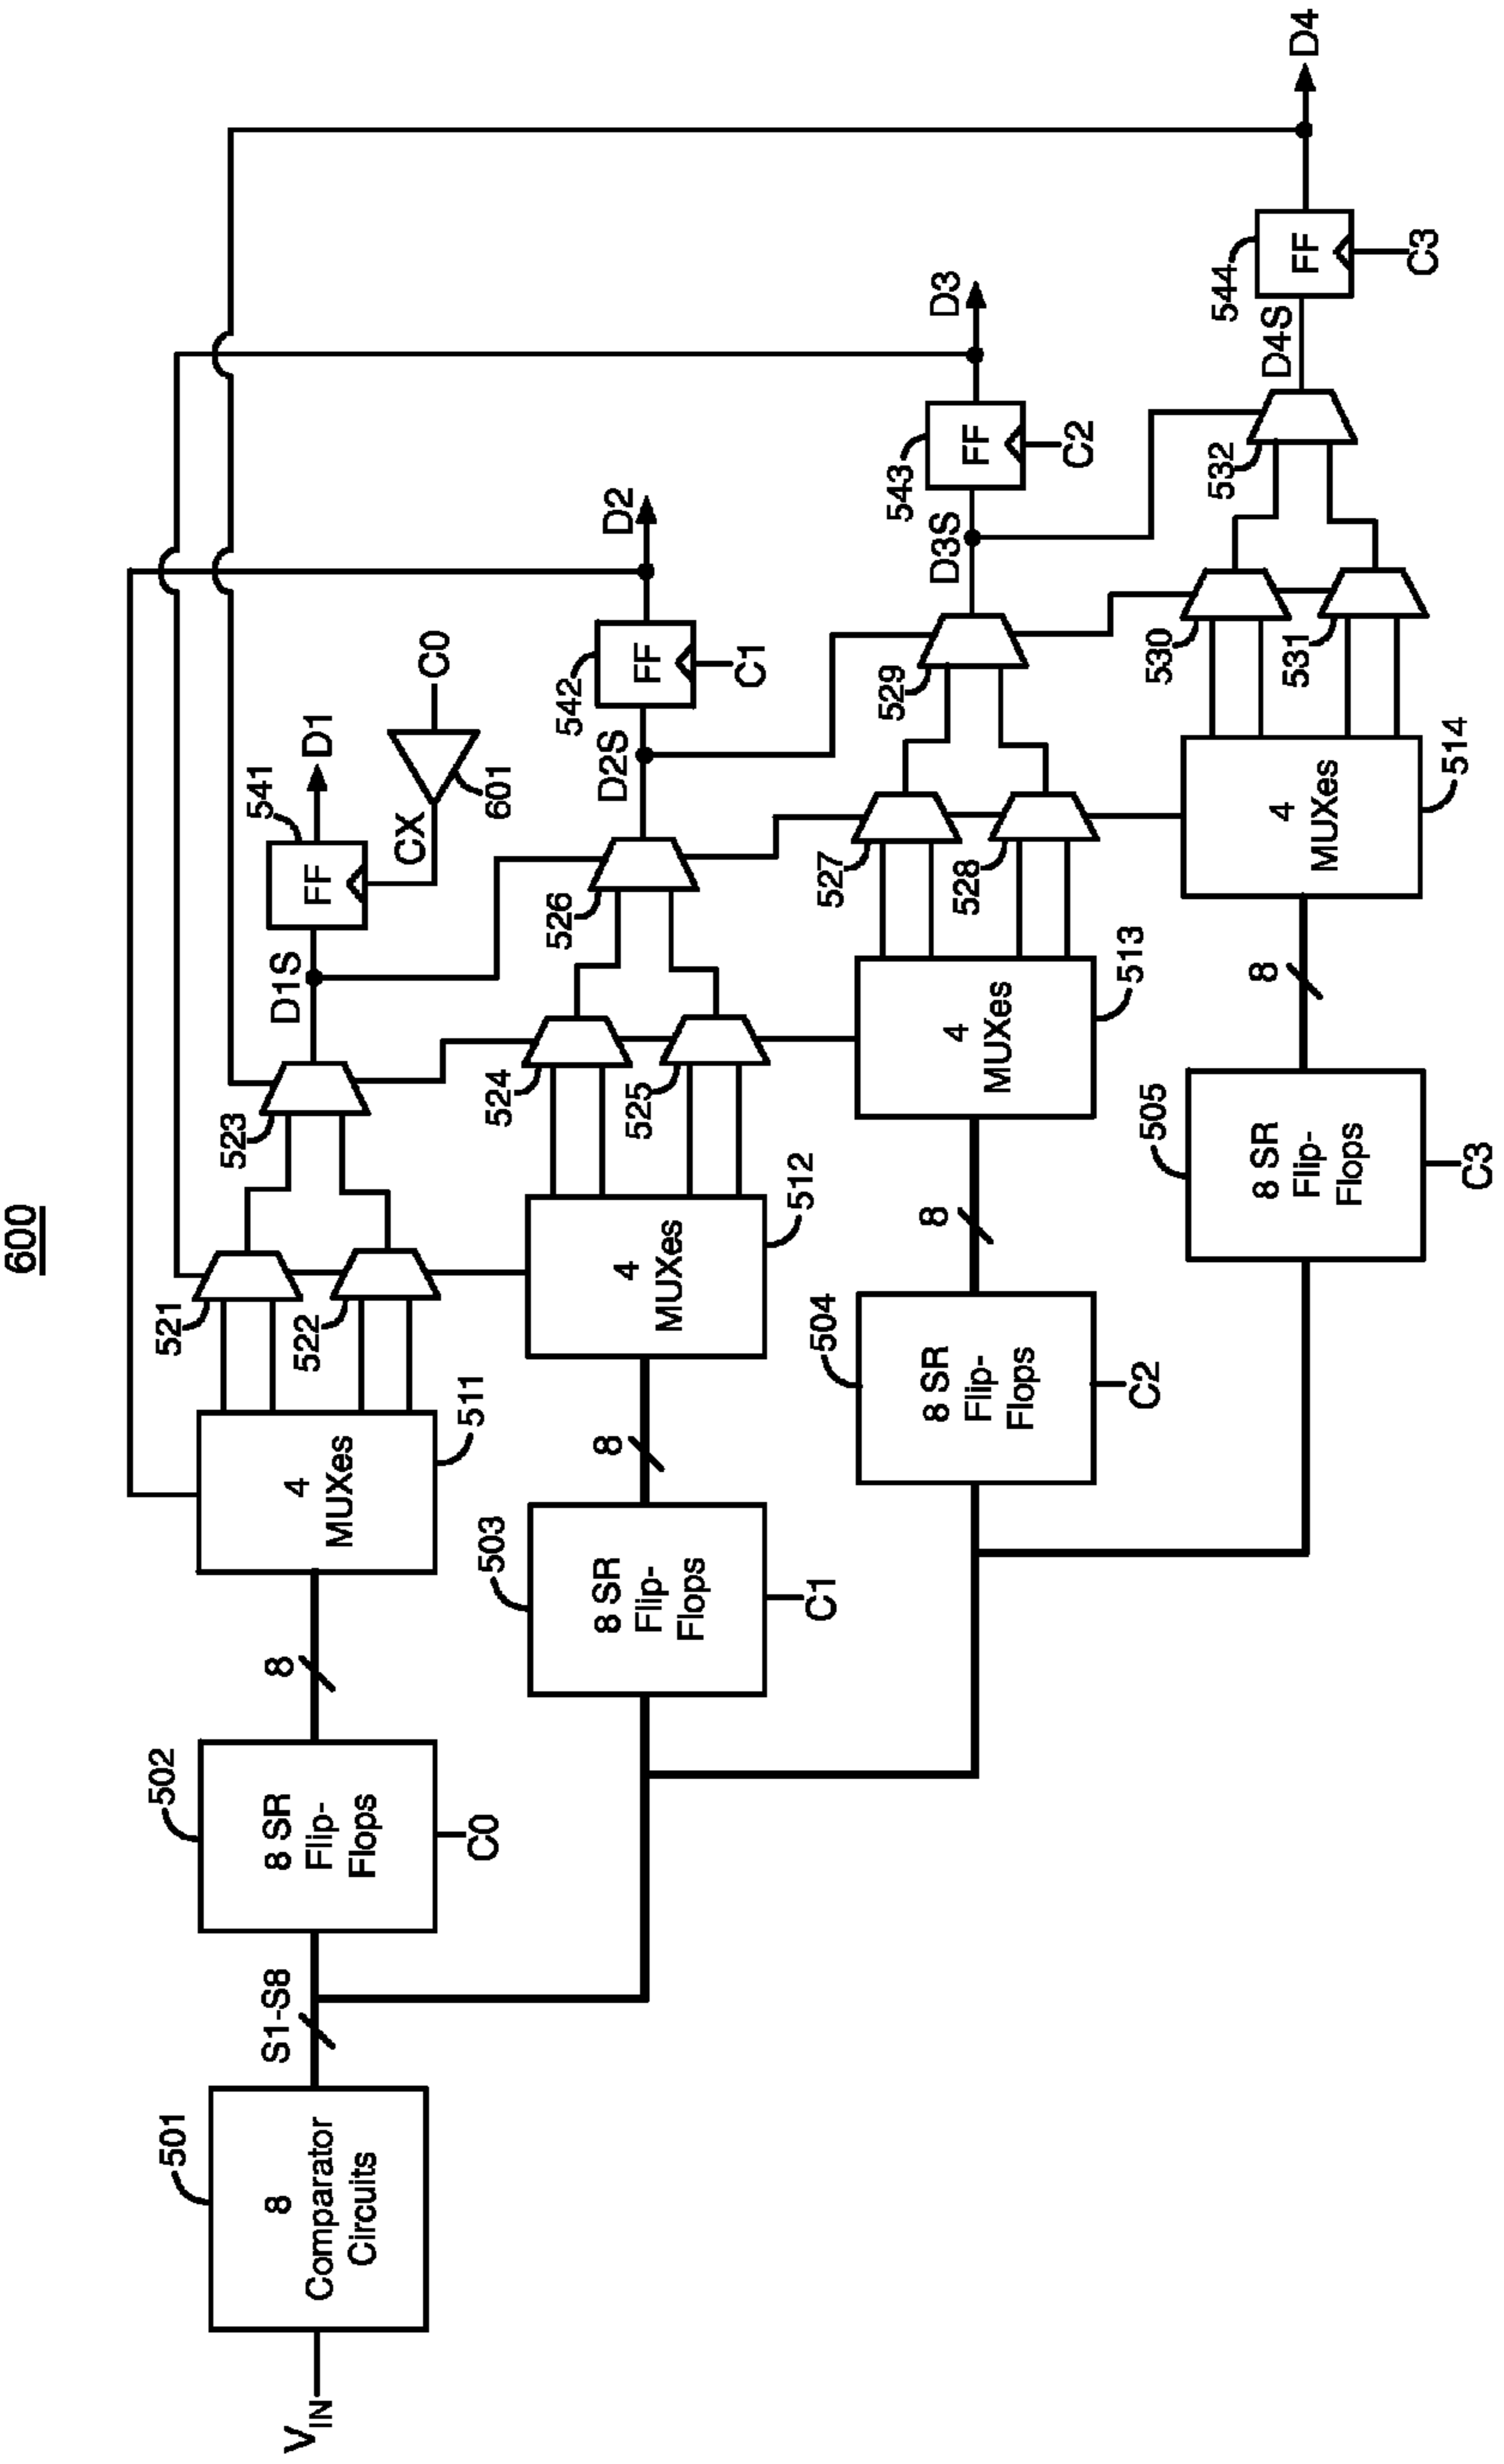 600
V_IN
501
8
Comparator
Circuits
S1-S8
502
8 SR
Flip-
Flops
C0
8
511
4
MUXes
521
522
523
D1S
541
FF
D1
CX
601
C0
503
8 SR
Flip-
Flops
C1
8
512
4
MUXes
524
525
526
D2S
542
FF
C1
D2
504
8 SR
Flip-
Flops
C2
8
513
4
MUXes
527
528
529
D3S
543
FF
C2
D3
505
8 SR
Flip-
Flops
C3
8
514
4
MUXes
530
531
532
D4S
544
FF
C3
D4